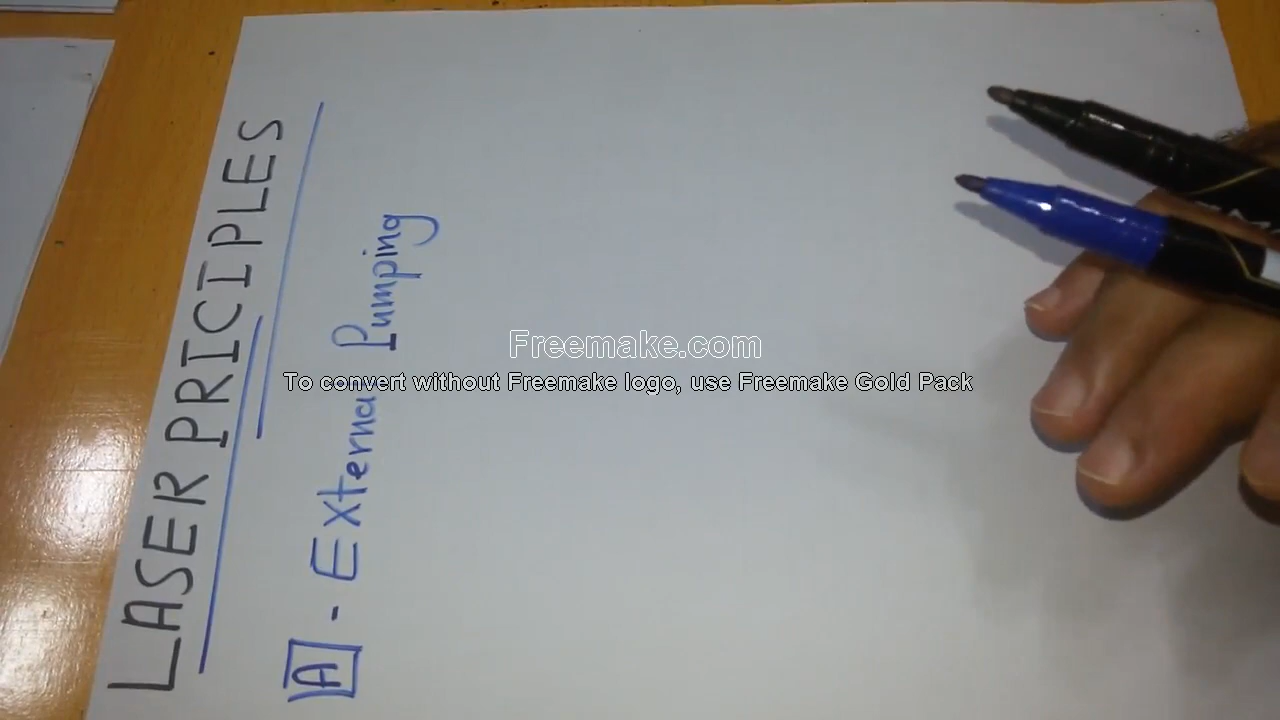 LASER PRICIPLES
A - External Pumping
Freemake.com
To convert without Freemake logo, use Freemake Gold Pack